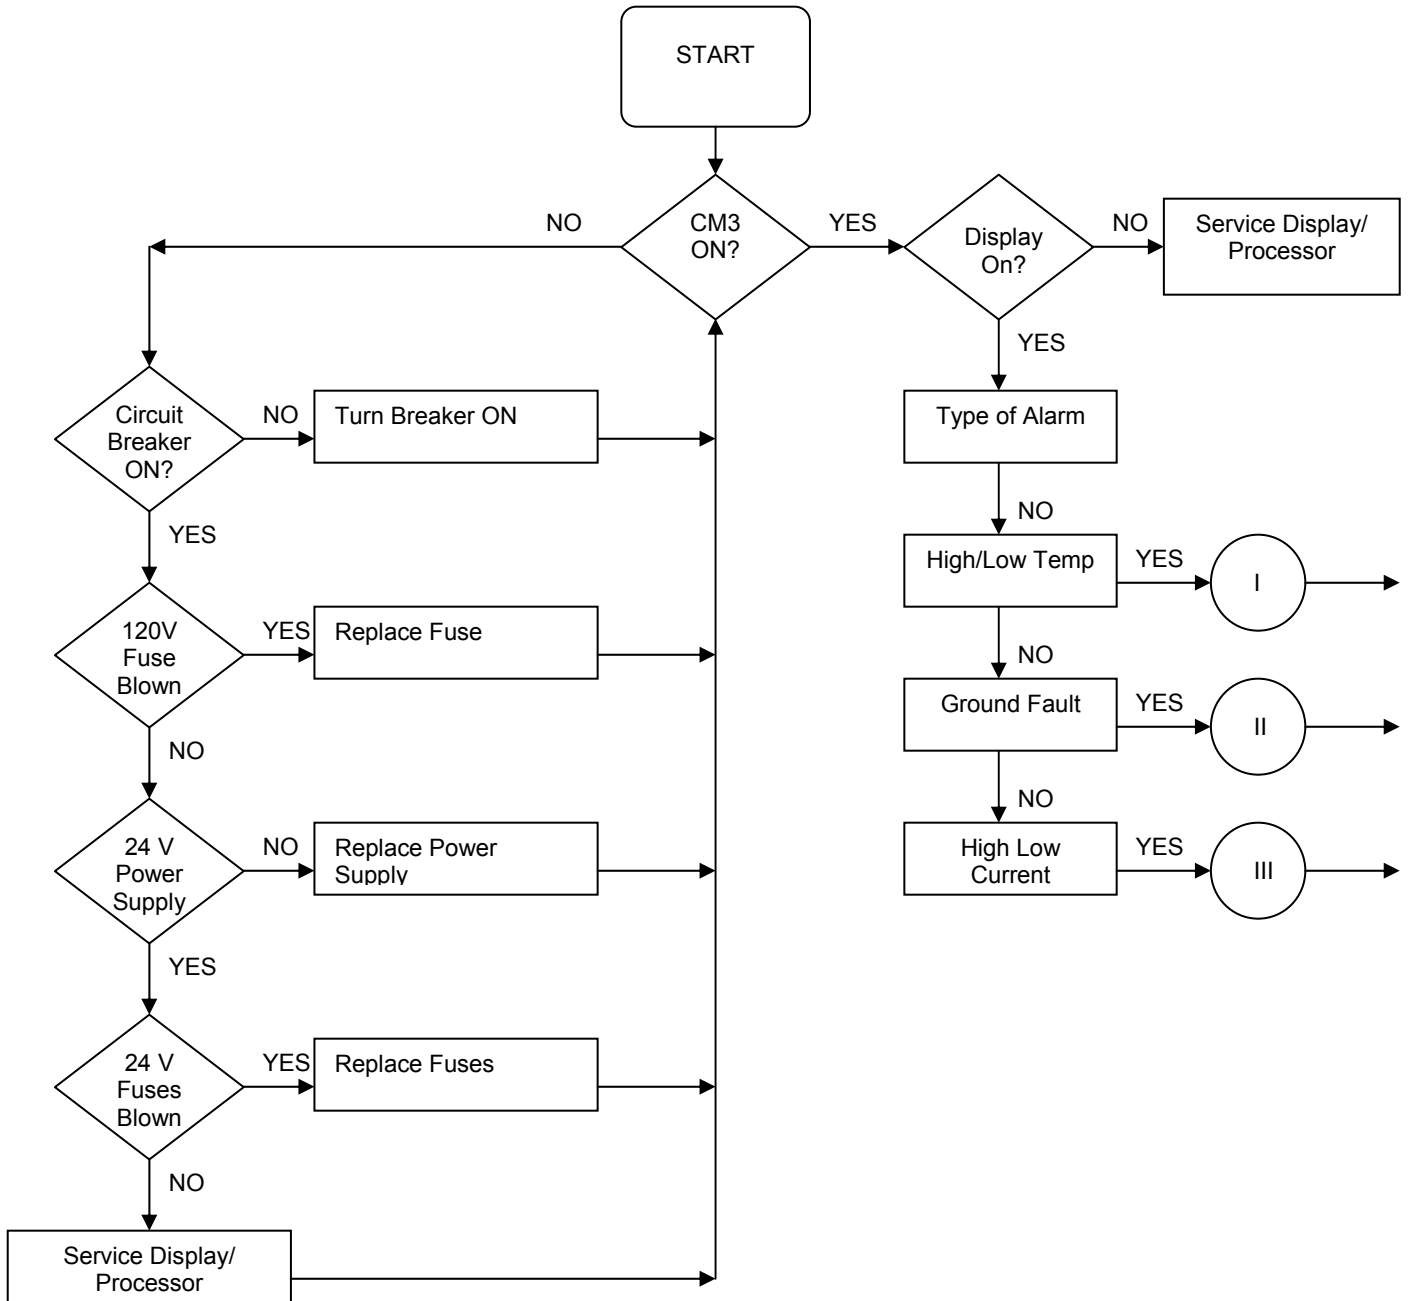 START
NO
CM3
ON?
YES
Display
On?
NO
Service Display/
Processor
YES
Circuit
Breaker
ON?
NO
Turn Breaker ON
Type of Alarm
YES
NO
120V
Fuse
Blown
YES
Replace Fuse
High/Low Temp
YES
I
NO
NO
Ground Fault
YES
II
NO
24 V
Power
Supply
NO
Replace Power
Supply
High Low
Current
YES
III
YES
24 V
Fuses
Blown
YES
Replace Fuses
NO
Service Display/
Processor